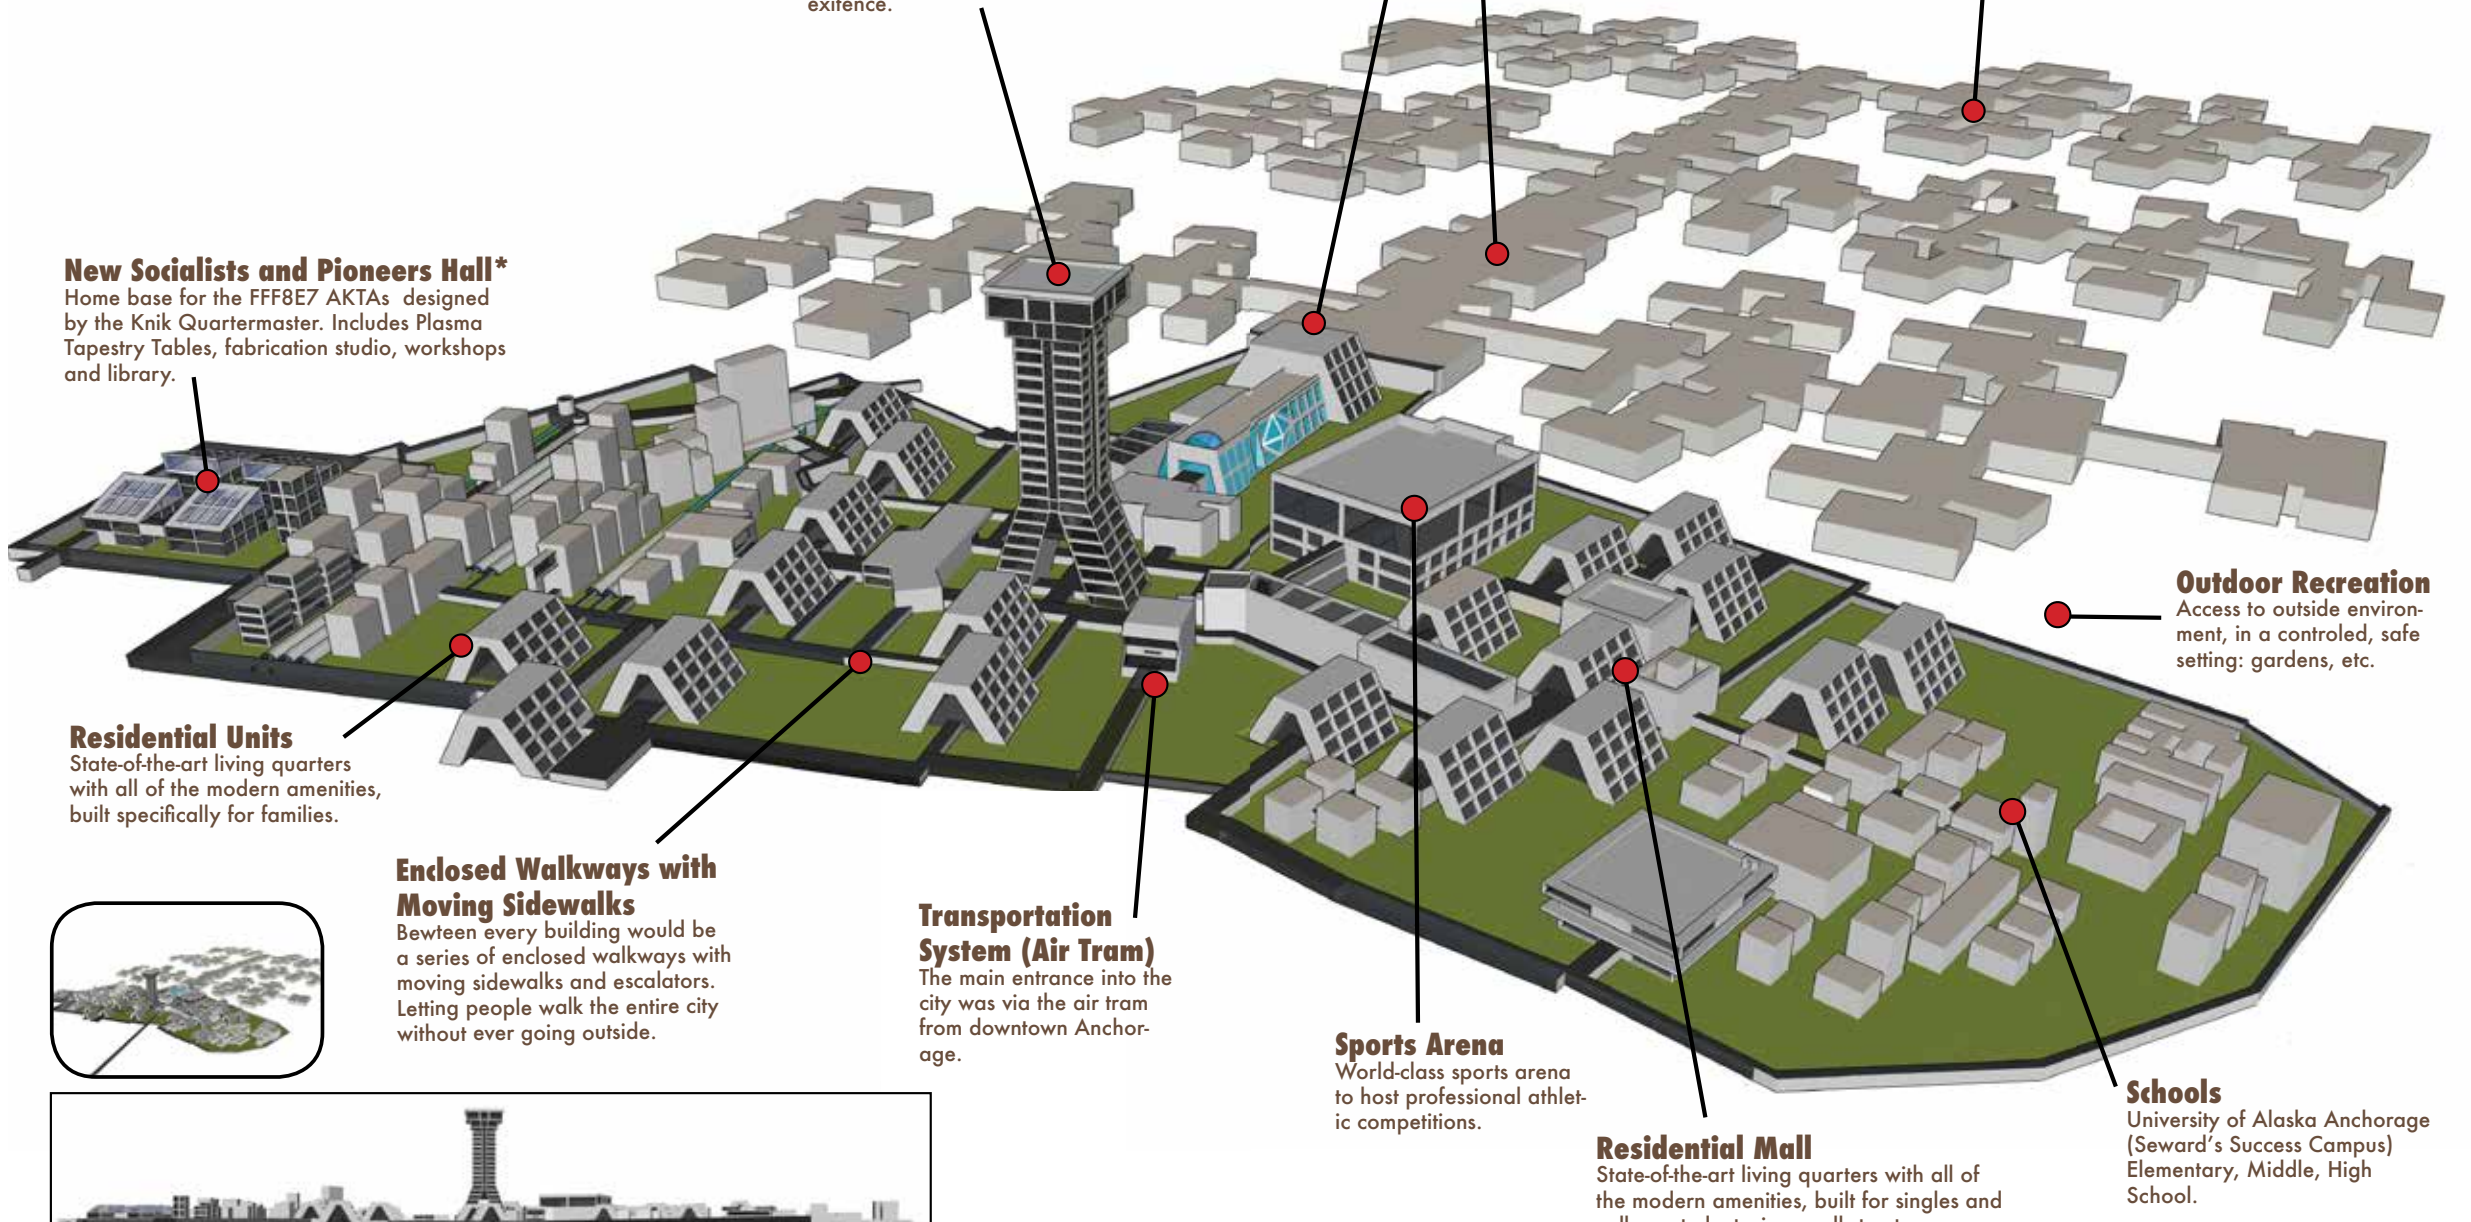 exifence.
New Socialists and Pioneers Hall*
Home base for the FFF8E7 AKTAs designed
by the Knik Quartermaster. Includes Plasma
Tapestry Tables, fabrication studio, workshops
and library.
Outdoor Recreation
Access to outside environ-
ment, in a controled, safe
setting: gardens, etc.
Residential Units
State-of-the-art living quarters
with all of the modern amenities,
built specifically for families.
Enclosed Walkways with
Moving Sidewalks
Bewteen every building would be
a series of enclosed walkways with
moving sidewalks and escalators.
Letting people walk the entire city
without ever going outside.
Transportation
System (Air Tram)
The main entrance into the
city was via the air tram
from downtown Anchor-
age.
Sports Arena
World-class sports arena
to host professional athlet-
ic competitions.
Residential Mall
State-of-the-art living quarters with all of
the modern amenities, built for singles and
Schools
University of Alaska Anchorage
(Seward's Success Campus)
Elementary, Middle, High
School.